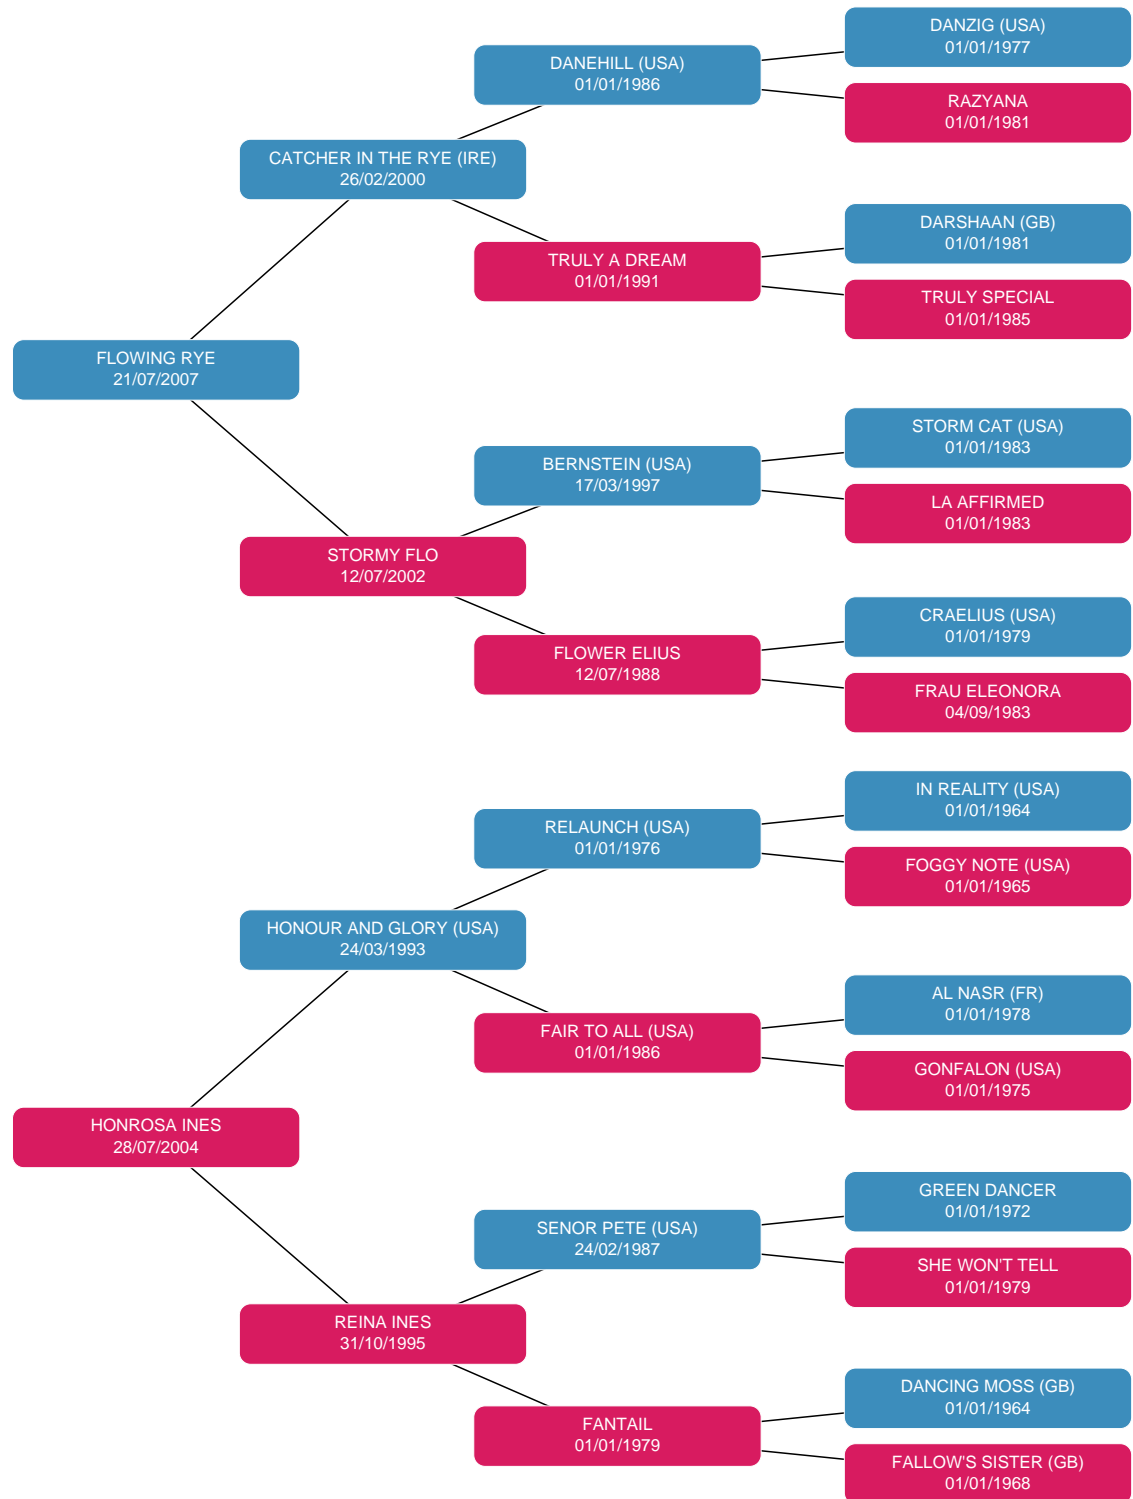 DANZIG (USA)
01/01/1977
DANEHILL (USA)
01/01/1986
RAZYANA
01/01/1981
CATCHER IN THE RYE (IRE)
26/02/2000
DARSHAAN (GB)
01/01/1981
TRULY A DREAM
01/01/1991
TRULY SPECIAL
01/01/1985
FLOWING RYE
21/07/2007
STORM CAT (USA)
01/01/1983
BERNSTEIN (USA)
17/03/1997
LA AFFIRMED
01/01/1983
STORMY FLO
12/07/2002
CRAELIUS (USA)
01/01/1979
FLOWER ELIUS
12/07/1988
FRAU ELEONORA
04/09/1983
IN REALITY (USA)
01/01/1964
RELAUNCH (USA)
01/01/1976
FOGGY NOTE (USA)
01/01/1965
HONOUR AND GLORY (USA)
24/03/1993
AL NASR (FR)
01/01/1978
FAIR TO ALL (USA)
01/01/1986
GONFALON (USA)
01/01/1975
HONROSA INES
28/07/2004
GREEN DANCER
01/01/1972
SENOR PETE (USA)
24/02/1987
SHE WON'T TELL
01/01/1979
REINA INES
31/10/1995
DANCING MOSS (GB)
01/01/1964
FANTAIL
01/01/1979
FALLOW'S SISTER (GB)
01/01/1968